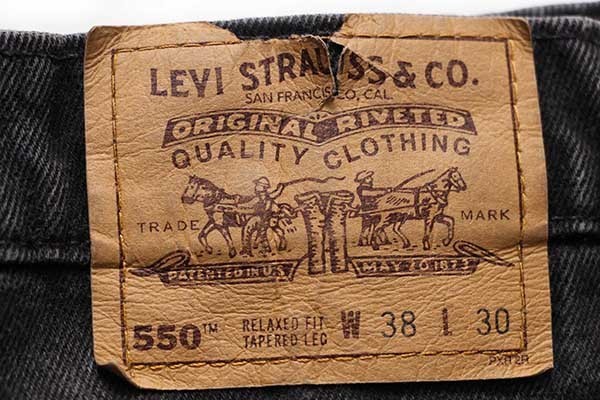 LEVI STRAUSS & CO.
SAN FRANCISCO, CAL.
ORIGINAL RIVETED
QUALITY CLOTHING
TRADE MARK
PATENTED IN U.S. MAY 20 1873
550™ RELAXED FIT W 38 L 30
TAPERED LEG